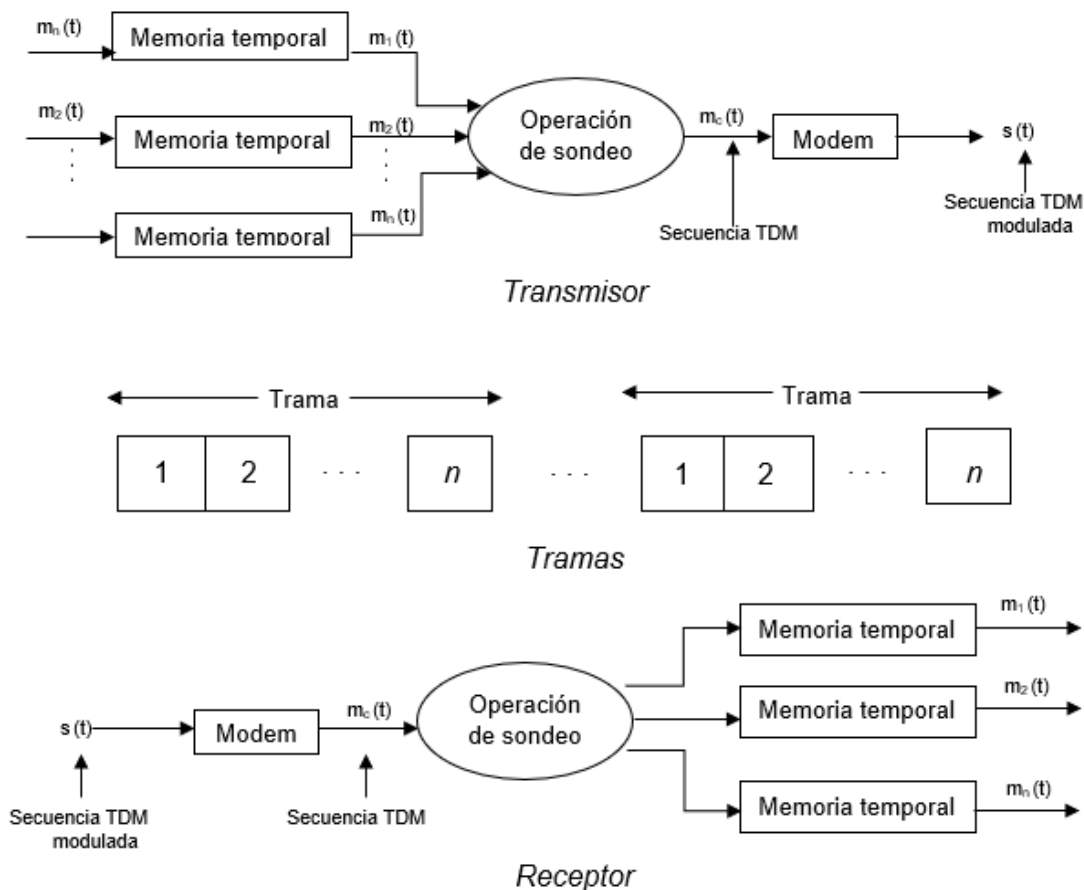 mₙ(t)
Memoria temporal
m₁(t)
m₂(t)
Memoria temporal
m₂(t)
Memoria temporal
mₙ(t)
Operación
de sondeo
m꜀(t)
Modem
s(t)
Secuencia TDM
Secuencia TDM
modulada
Transmisor
Trama
Trama
1 2 · · · n · · · 1 2 · · · n
Tramas
s(t)
Modem
m꜀(t)
Operación
de sondeo
Memoria temporal
m₁(t)
Memoria temporal
m₂(t)
Memoria temporal
mₙ(t)
Secuencia TDM
modulada
Secuencia TDM
Receptor